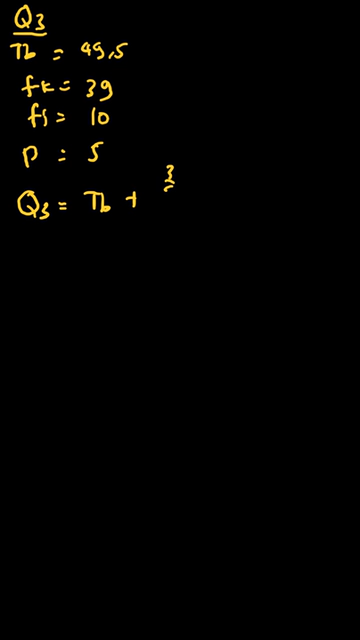 Q3
Tb = 49,5
fk = 39
fi = 10
P = 5
Q3 = Tb + 3